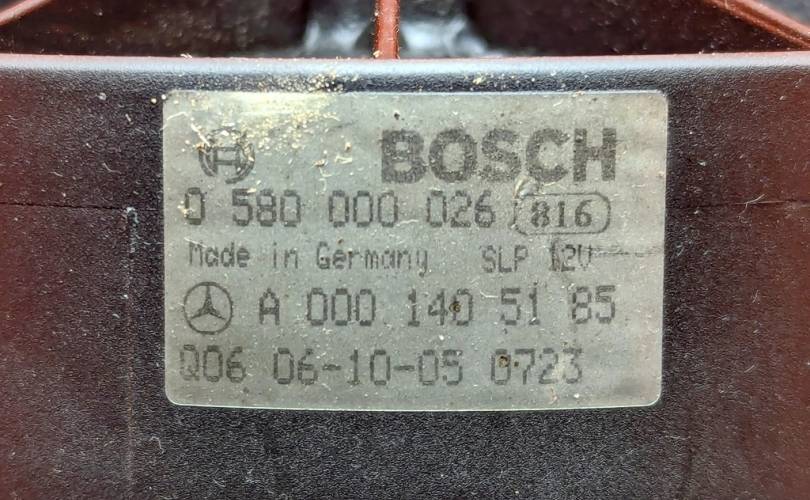 BOSCH
0 580 000 026 816
Made in Germany SLP 12V
A 000 140 51 85
Q06 06-10-05 0723